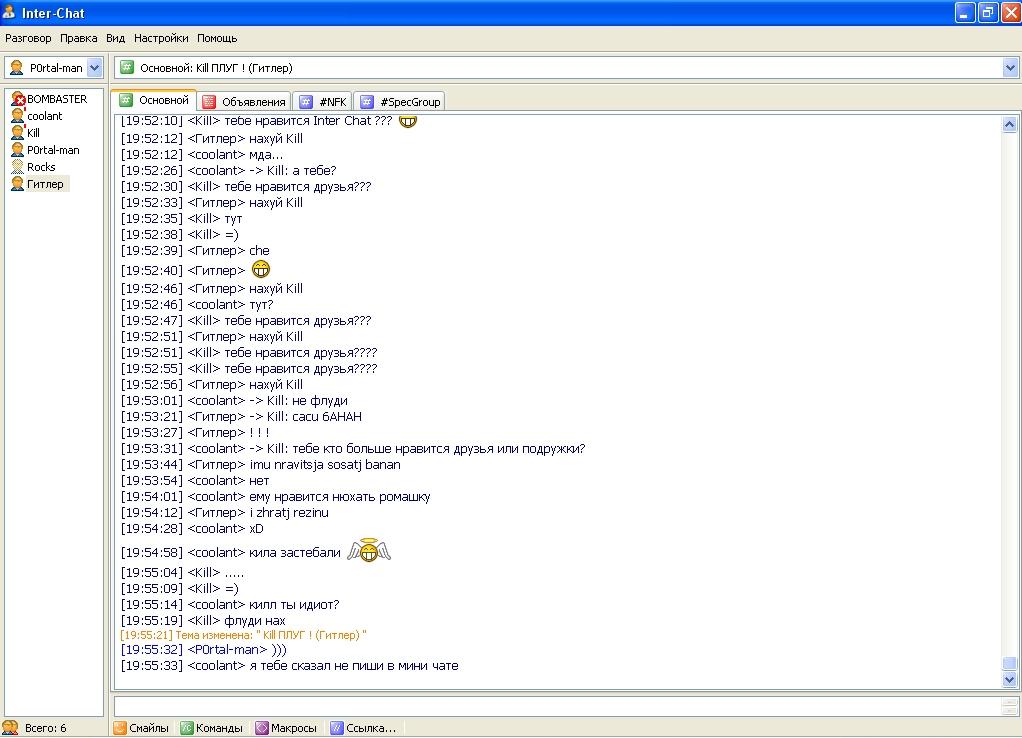 Inter-Chat
Разговор Правка Вид Настройки Помощь
P0rtal-man
Основной: Kill ПЛУГ ! (Гитлер)
BOMBASTER
coolant
Kill
P0rtal-man
Rocks
Гитлер
Основной Объявления #NFK #SpecGroup
[19:52:10] <Kill> тебе нравится Inter Chat ???
[19:52:12] <Гитлер> нахуй Kill
[19:52:12] <coolant> мда...
[19:52:26] <coolant> -> Kill: а тебе?
[19:52:30] <Kill> тебе нравится друзья???
[19:52:33] <Гитлер> нахуй Kill
[19:52:35] <Kill> тут
[19:52:38] <Kill> =)
[19:52:39] <Гитлер> che
[19:52:40] <Гитлер>
[19:52:46] <Гитлер> нахуй Kill
[19:52:46] <coolant> тут?
[19:52:47] <Kill> тебе нравится друзья???
[19:52:51] <Гитлер> нахуй Kill
[19:52:51] <Kill> тебе нравится друзья????
[19:52:55] <Kill> тебе нравится друзья????
[19:52:56] <Гитлер> нахуй Kill
[19:53:01] <coolant> -> Kill: не флуди
[19:53:21] <Гитлер> -> Kill: cacu 6AHAH
[19:53:27] <Гитлер> ! ! !
[19:53:31] <coolant> -> Kill: тебе кто больше нравится друзья или подружки?
[19:53:44] <Гитлер> imu nravitsja sosatj banan
[19:53:54] <coolant> нет
[19:54:01] <coolant> ему нравится нюхать ромашку
[19:54:12] <Гитлер> i zhratj rezinu
[19:54:28] <coolant> xD
[19:54:58] <coolant> кила застебали
[19:55:04] <Kill> .....
[19:55:09] <Kill> =)
[19:55:14] <coolant> килл ты идиот?
[19:55:19] <Kill> флуди нах
[19:55:21] Тема изменена: " Kill ПЛУГ ! (Гитлер) "
[19:55:32] <P0rtal-man> )))
[19:55:33] <coolant> я тебе сказал не пиши в мини чате
Всего: 6 Смайлы Команды Макросы Ссылка...